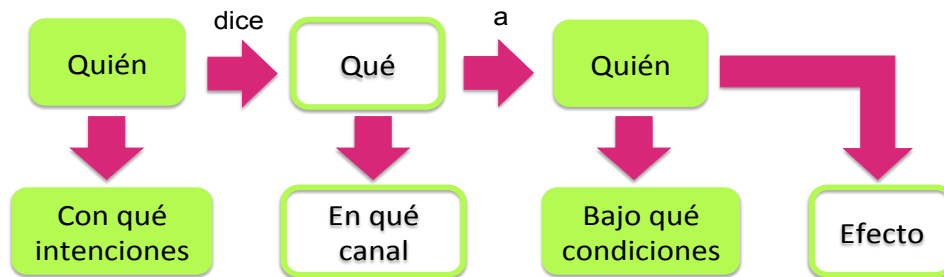 dice
a
Quién
Qué
Quién
Con qué
intenciones
En qué
canal
Bajo qué
condiciones
Efecto